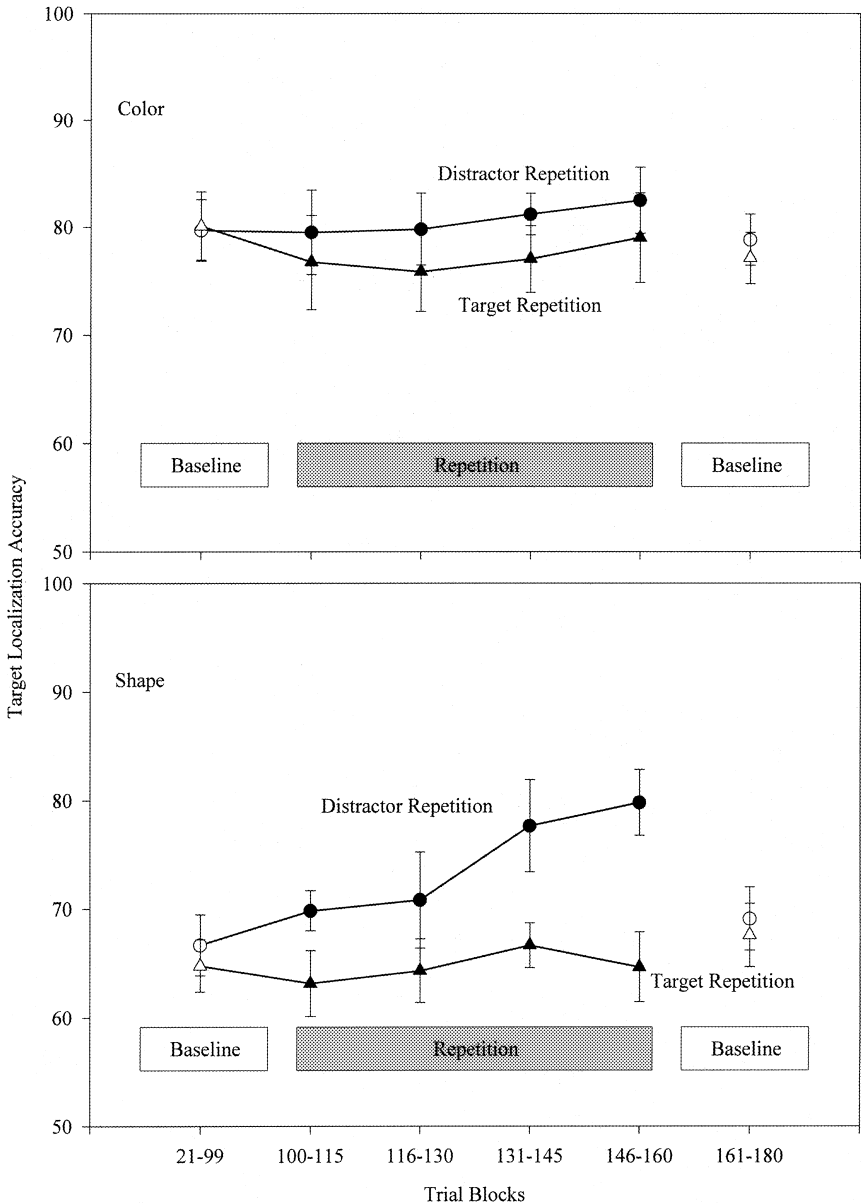 100
Color
90
Distractor Repetition
80
Target Repetition
70
60
Baseline Repetition Baseline
50
Target Localization Accuracy
100
Shape
90
80
Distractor Repetition
70
Target Repetition
60
Baseline Repetition Baseline
50
21-99 100-115 116-130 131-145 146-160 161-180
Trial Blocks